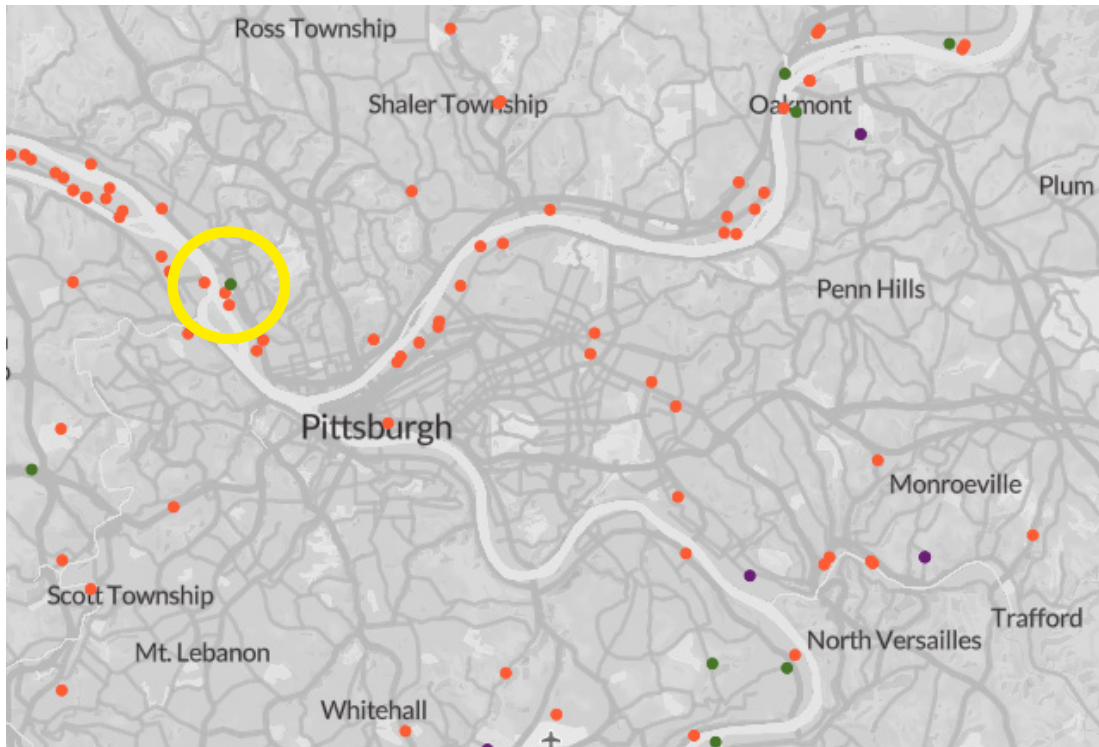 Ross Township
Shaler Township
Oakmont
Plum
Penn Hills
Pittsburgh
Monroeville
Scott Township
Trafford
North Versailles
Mt. Lebanon
Whitehall